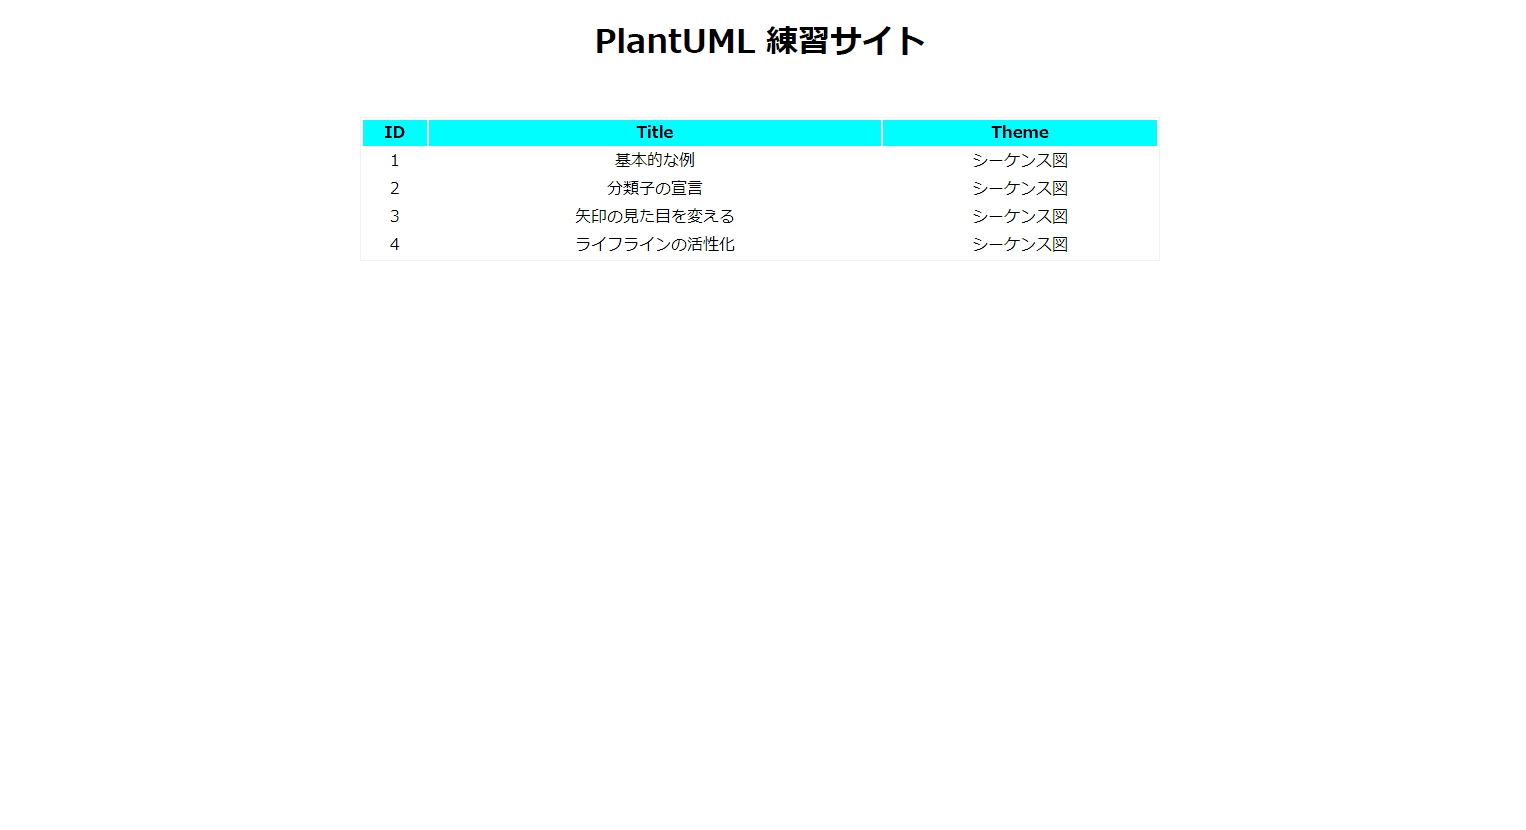 PlantUML 練習サイト
ID Title Theme
1 基本的な例 シーケンス図
2 分類子の宣言 シーケンス図
3 矢印の見た目を変える シーケンス図
4 ライフラインの活性化 シーケンス図